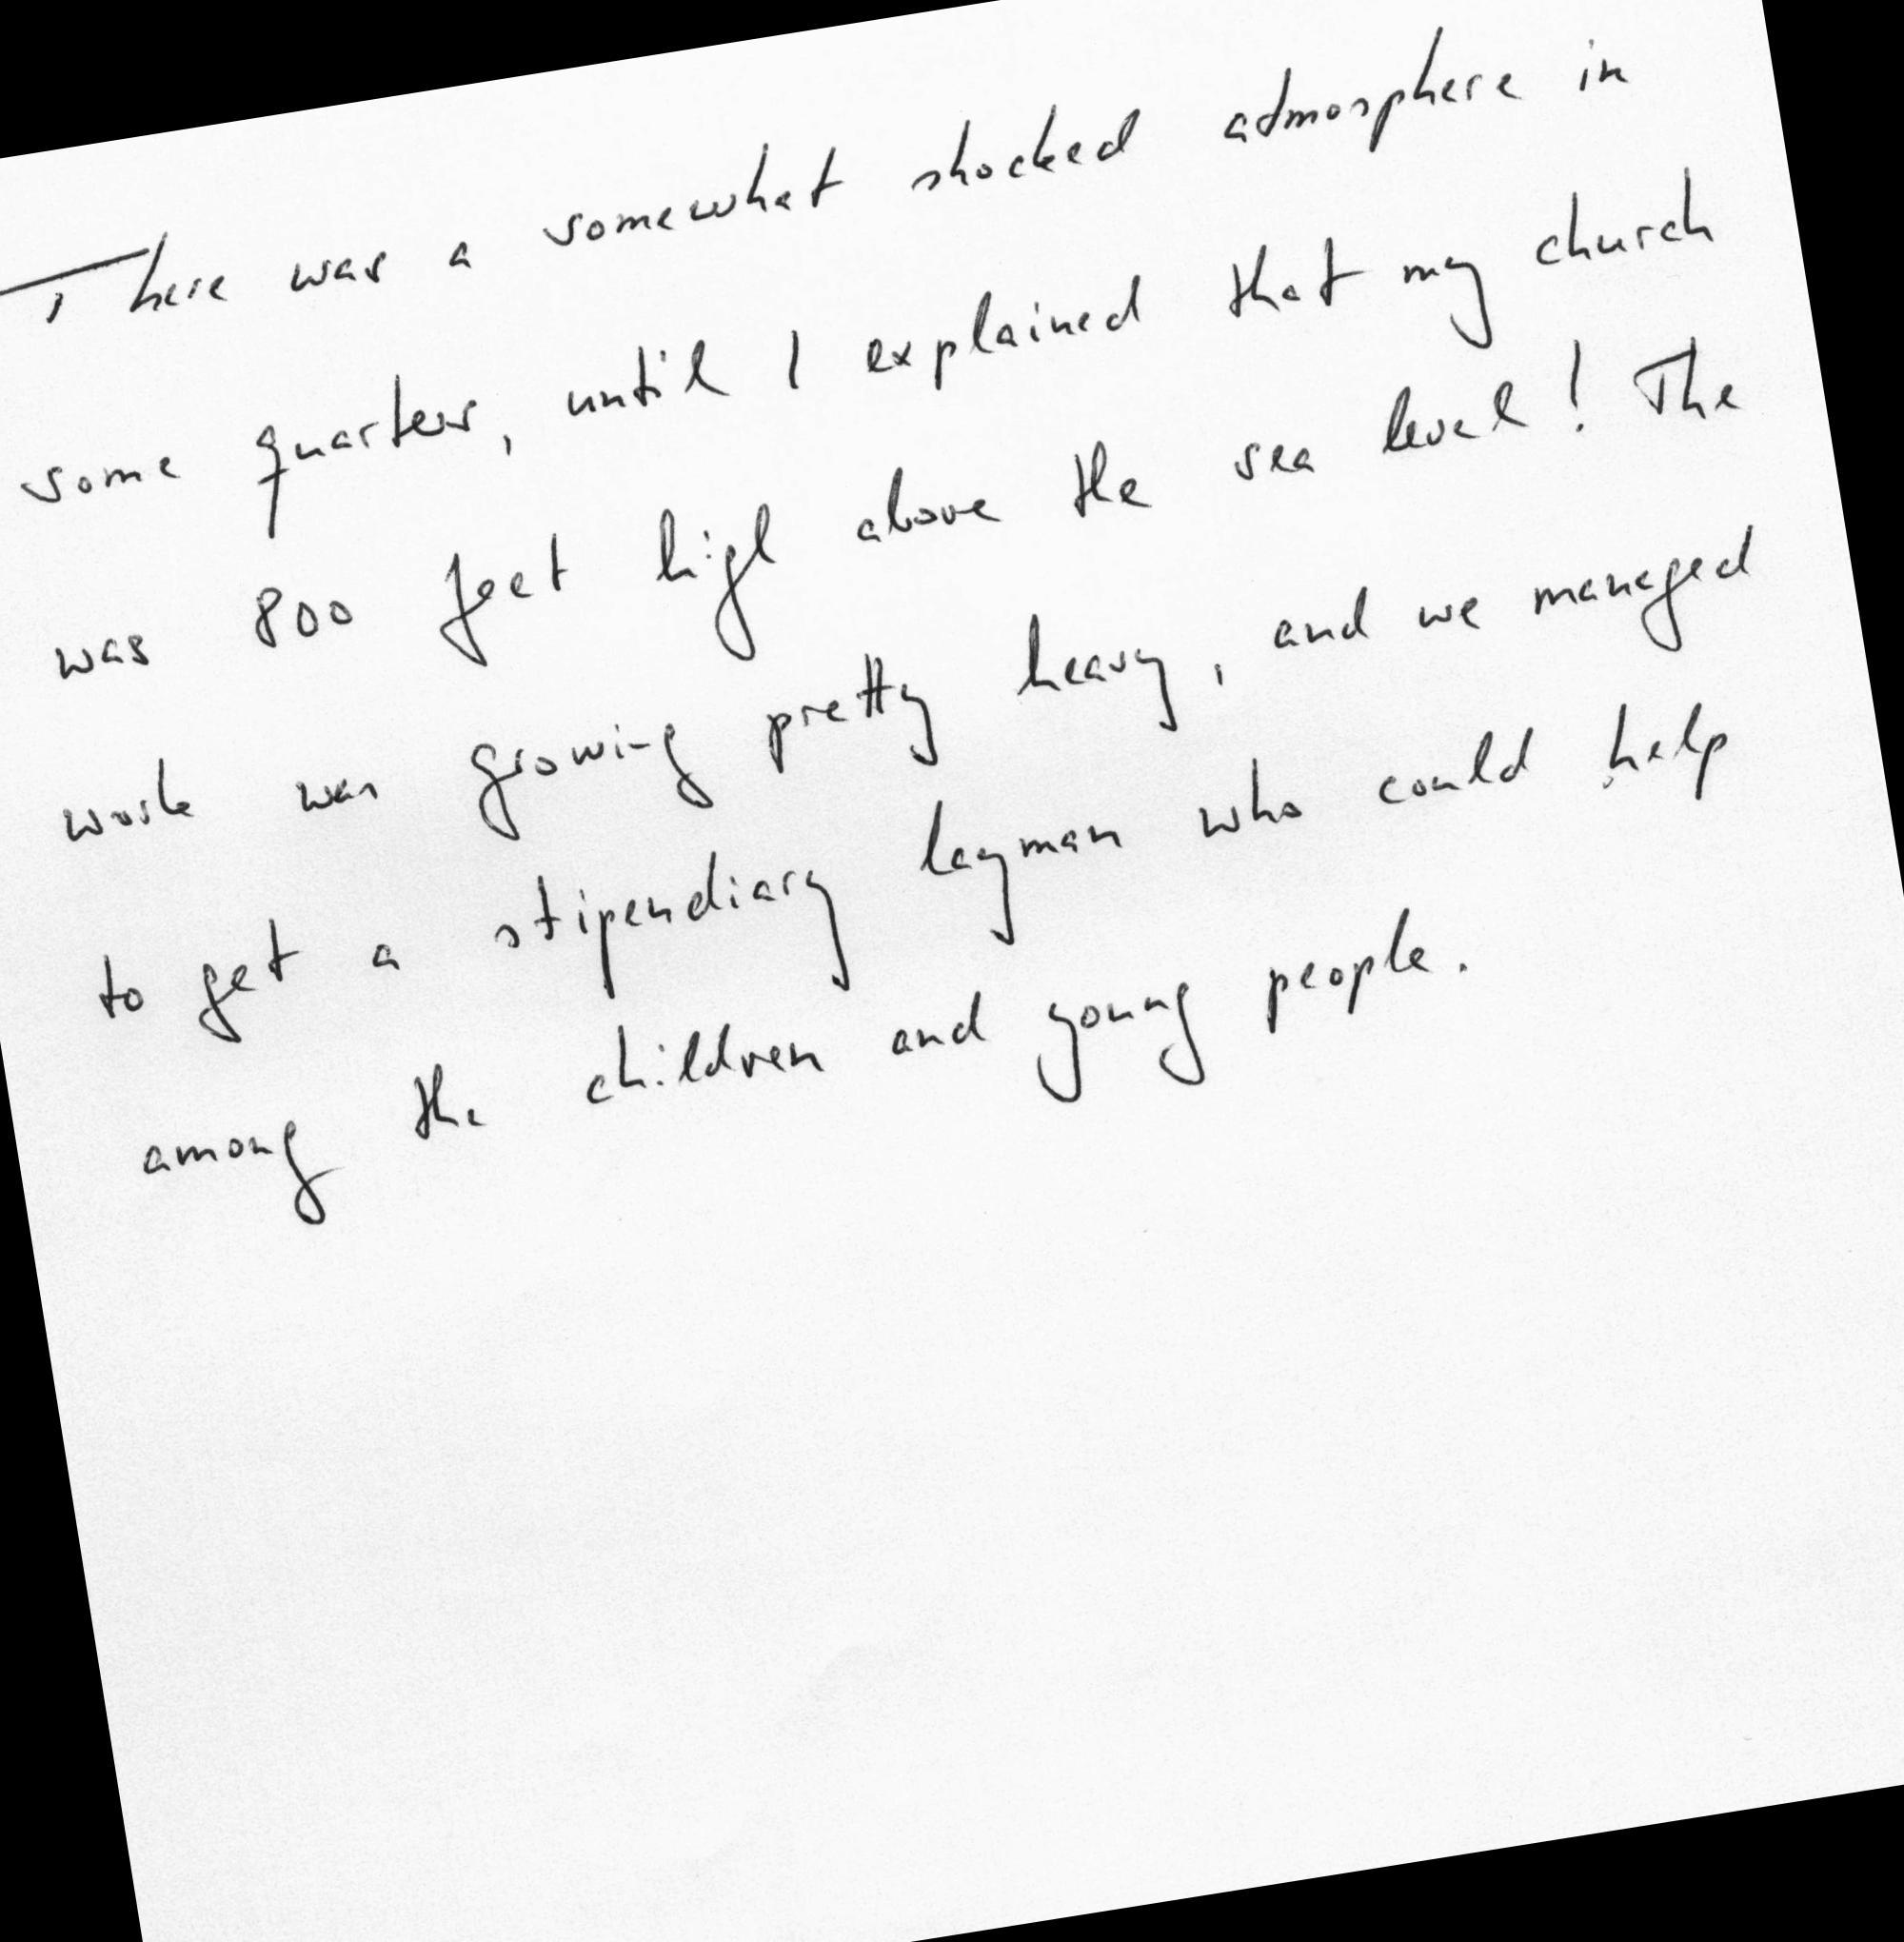 There was a somewhat shocked admosphere in
some quarters, until I explained that my church
was 800 feet high above the sea level! The
work was growing pretty heavy, and we managed
to get a stipendiary layman who could help
among the children and young people.